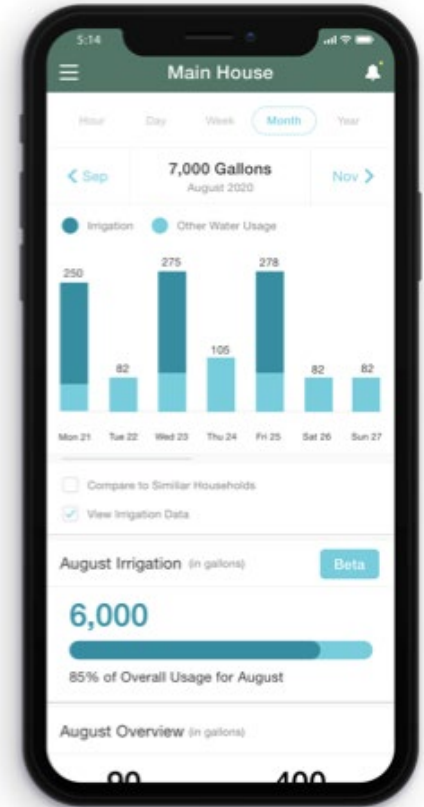 5:14
Main House
Hour Day Week Month Year
Sep 7,000 Gallons Nov
August 2020
Irrigation Other Water Usage
250 82 275 105 278 82 82
Mon 21 Tue 22 Wed 23 Thu 24 Fri 25 Sat 26 Sun 27
Compare to Similiar Households
View Irrigation Data
August Irrigation (in gallons) Beta
6,000
85% of Overall Usage for August
August Overview (in gallons)
90 400